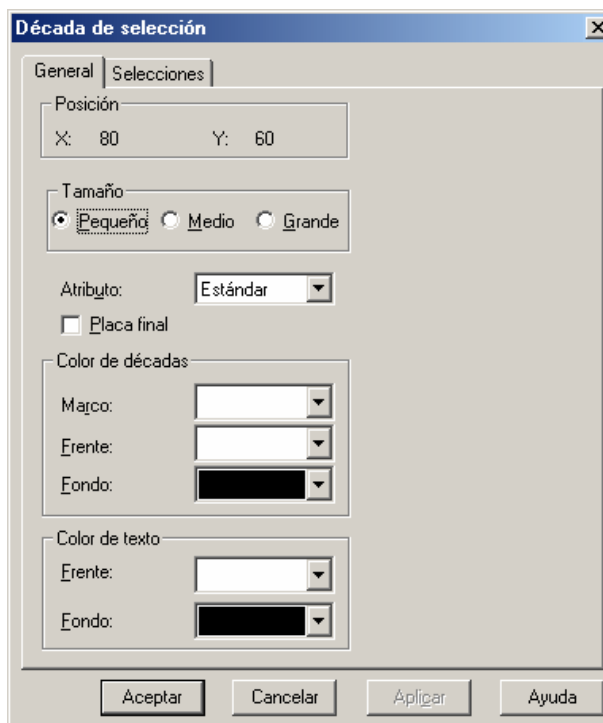 Década de selección
General Selecciones
Posición
X: 80 Y: 60
Tamaño
Pequeño Medio Grande
Atributo: Estándar
Placa final
Color de décadas
Marco:
Frente:
Fondo:
Color de texto
Frente:
Fondo:
Aceptar Cancelar Aplicar Ayuda